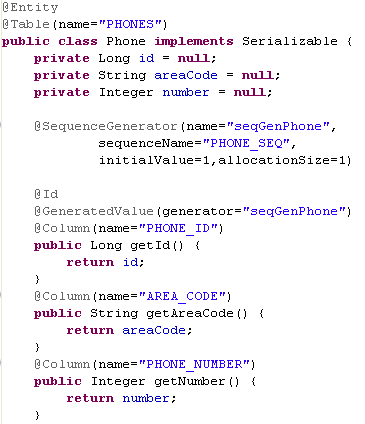 @Entity
@Table(name="PHONES")
public class Phone implements Serializable {
    private Long id = null;
    private String areaCode = null;
    private Integer number = null;

    @SequenceGenerator(name="seqGenPhone",
            sequenceName="PHONE_SEQ",
            initialValue=1,allocationSize=1)

    @Id
    @GeneratedValue(generator="seqGenPhone")
    @Column(name="PHONE_ID")
    public Long getId() {
        return id;
    }
    @Column(name="AREA_CODE")
    public String getAreaCode() {
        return areaCode;
    }
    @Column(name="PHONE_NUMBER")
    public Integer getNumber() {
        return number;
    }